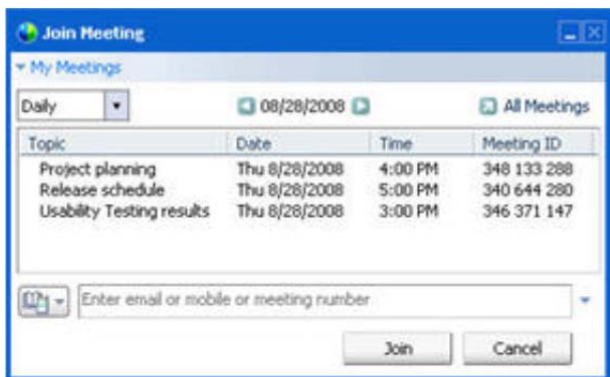 Join Meeting
My Meetings
Daily 08/28/2008 All Meetings
Topic Date Time Meeting ID
Project planning Thu 8/28/2008 4:00 PM 348 133 288
Release schedule Thu 8/28/2008 5:00 PM 340 644 280
Usability Testing results Thu 8/28/2008 3:00 PM 346 371 147
Enter email or mobile or meeting number
Join Cancel